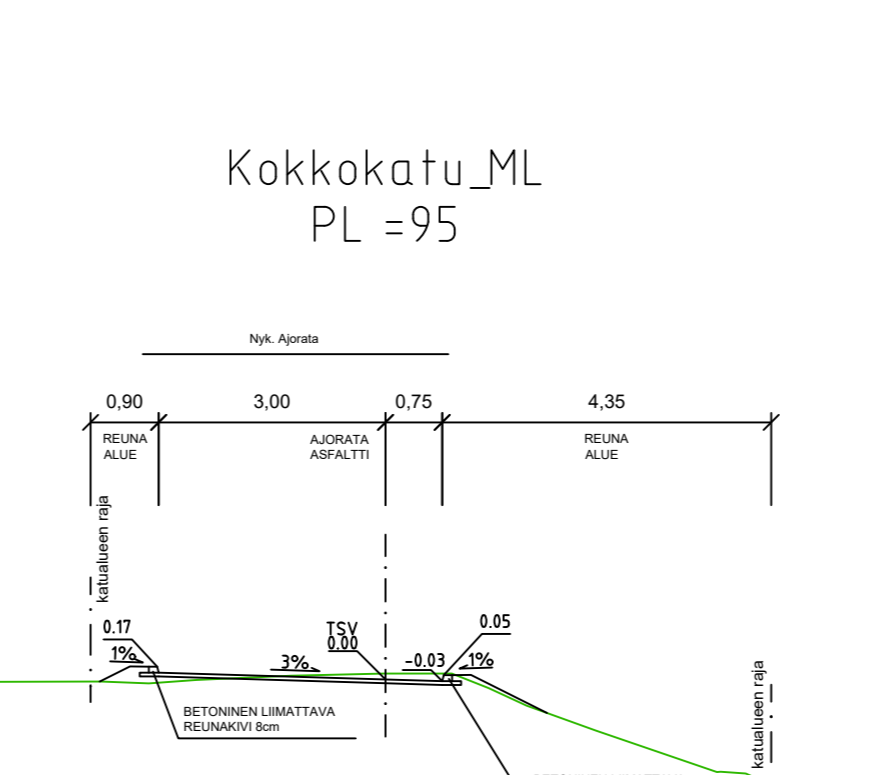 Kokkokatu_ML
PL =95
Nyk. Ajorata
0,90
3,00
0,75
4,35
REUNA
ALUE
AJORATA
ASFALTTI
REUNA
ALUE
katualueen raja
0.17
1%
3%
TSV
0.00
-0.03
0.05
1%
BETONINEN LIIMATTAVA
REUNAKIVI 8cm
katualueen raja